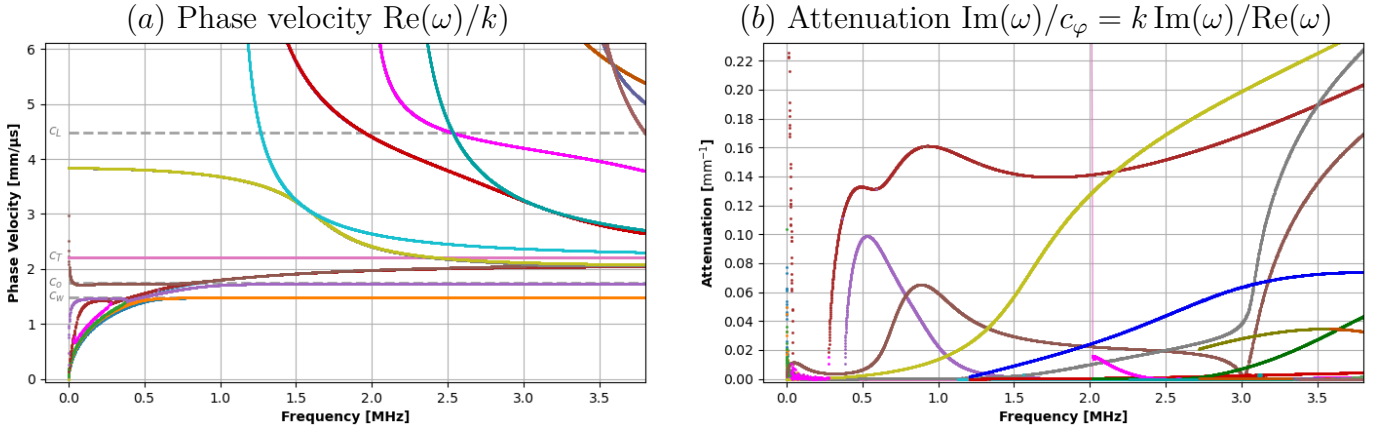 (a) Phase velocity Re(ω)/k)
(b) Attenuation Im(ω)/c_φ = k Im(ω)/Re(ω)
6
5
4
3
2
1
0
c_L
c_T
c_O
c_W
Phase Velocity [mm/µs]
0.0 0.5 1.0 1.5 2.0 2.5 3.0 3.5
Frequency [MHz]
0.22
0.20
0.18
0.16
0.14
0.12
0.10
0.08
0.06
0.04
0.02
0.00
Attenuation [mm⁻¹]
0.0 0.5 1.0 1.5 2.0 2.5 3.0 3.5
Frequency [MHz]